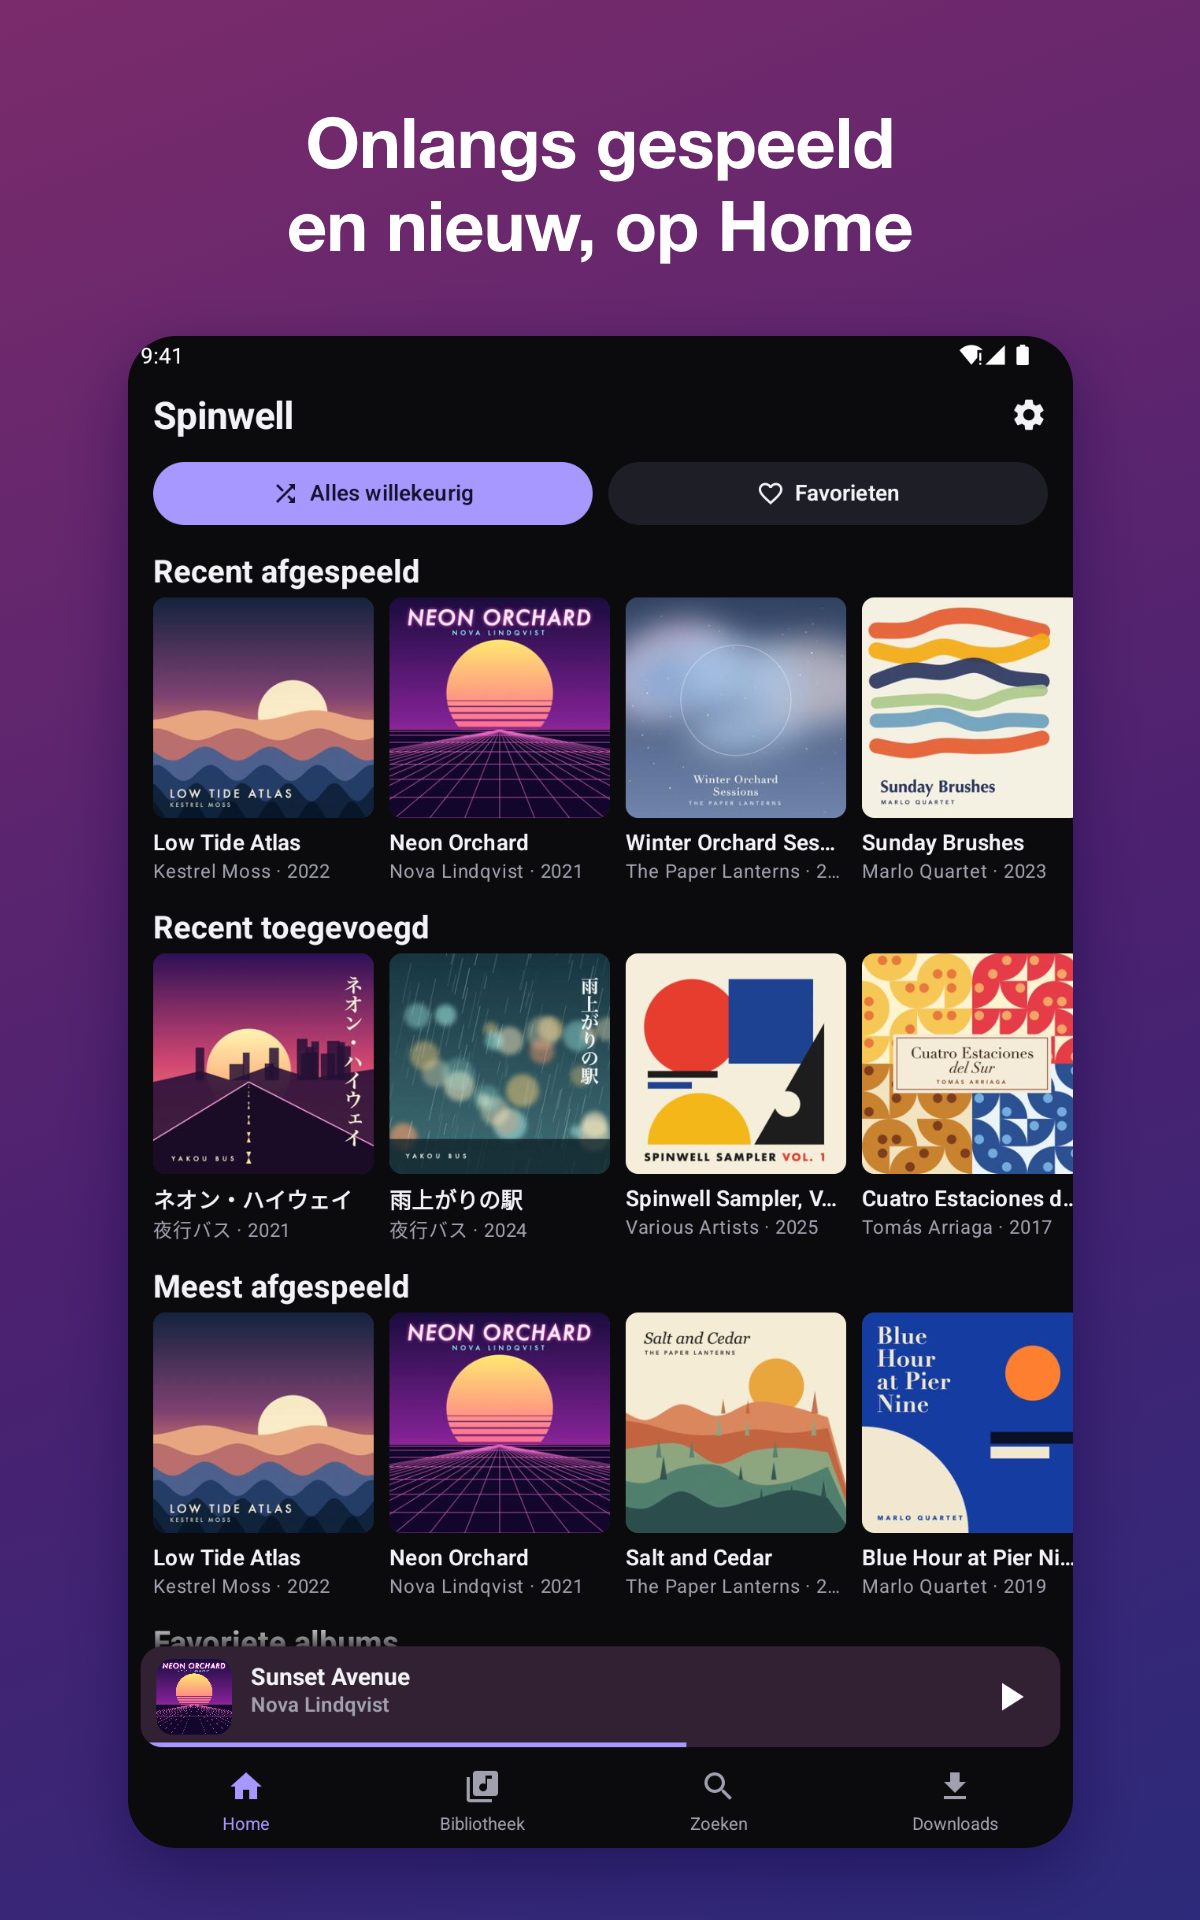 Onlangs gespeeld
en nieuw, op Home
9:41
Spinwell
Alles willekeurig
Favorieten
Recent afgespeeld
LOW TIDE ATLAS
KESTREL MOSS
NEON ORCHARD
NOVA LINDQVIST
Winter Orchard
Sessions
THE PAPER LANTERNS
Sunday Brushes
MARLO QUARTET
Low Tide Atlas
Kestrel Moss · 2022
Neon Orchard
Nova Lindqvist · 2021
Winter Orchard Ses...
The Paper Lanterns · 2...
Sunday Brushes
Marlo Quartet · 2023
Recent toegevoegd
ネオン・ハイウェイ
YAKOU BUS
雨上がりの駅
YAKOU BUS
SPINWELL SAMPLER VOL. 1
Cuatro Estaciones
del Sur
TOMÁS ARRIAGA
ネオン・ハイウェイ
夜行バス · 2021
雨上がりの駅
夜行バス · 2024
Spinwell Sampler, V...
Various Artists · 2025
Cuatro Estaciones d...
Tomás Arriaga · 2017
Meest afgespeeld
LOW TIDE ATLAS
KESTREL MOSS
NEON ORCHARD
NOVA LINDQVIST
Salt and Cedar
THE PAPER LANTERNS
Blue
Hour
at Pier
Nine
MARLO QUARTET
Low Tide Atlas
Kestrel Moss · 2022
Neon Orchard
Nova Lindqvist · 2021
Salt and Cedar
The Paper Lanterns · 2...
Blue Hour at Pier Ni...
Marlo Quartet · 2019
Favoriete albums
NEON ORCHARD
Sunset Avenue
Nova Lindqvist
Home
Bibliotheek
Zoeken
Downloads